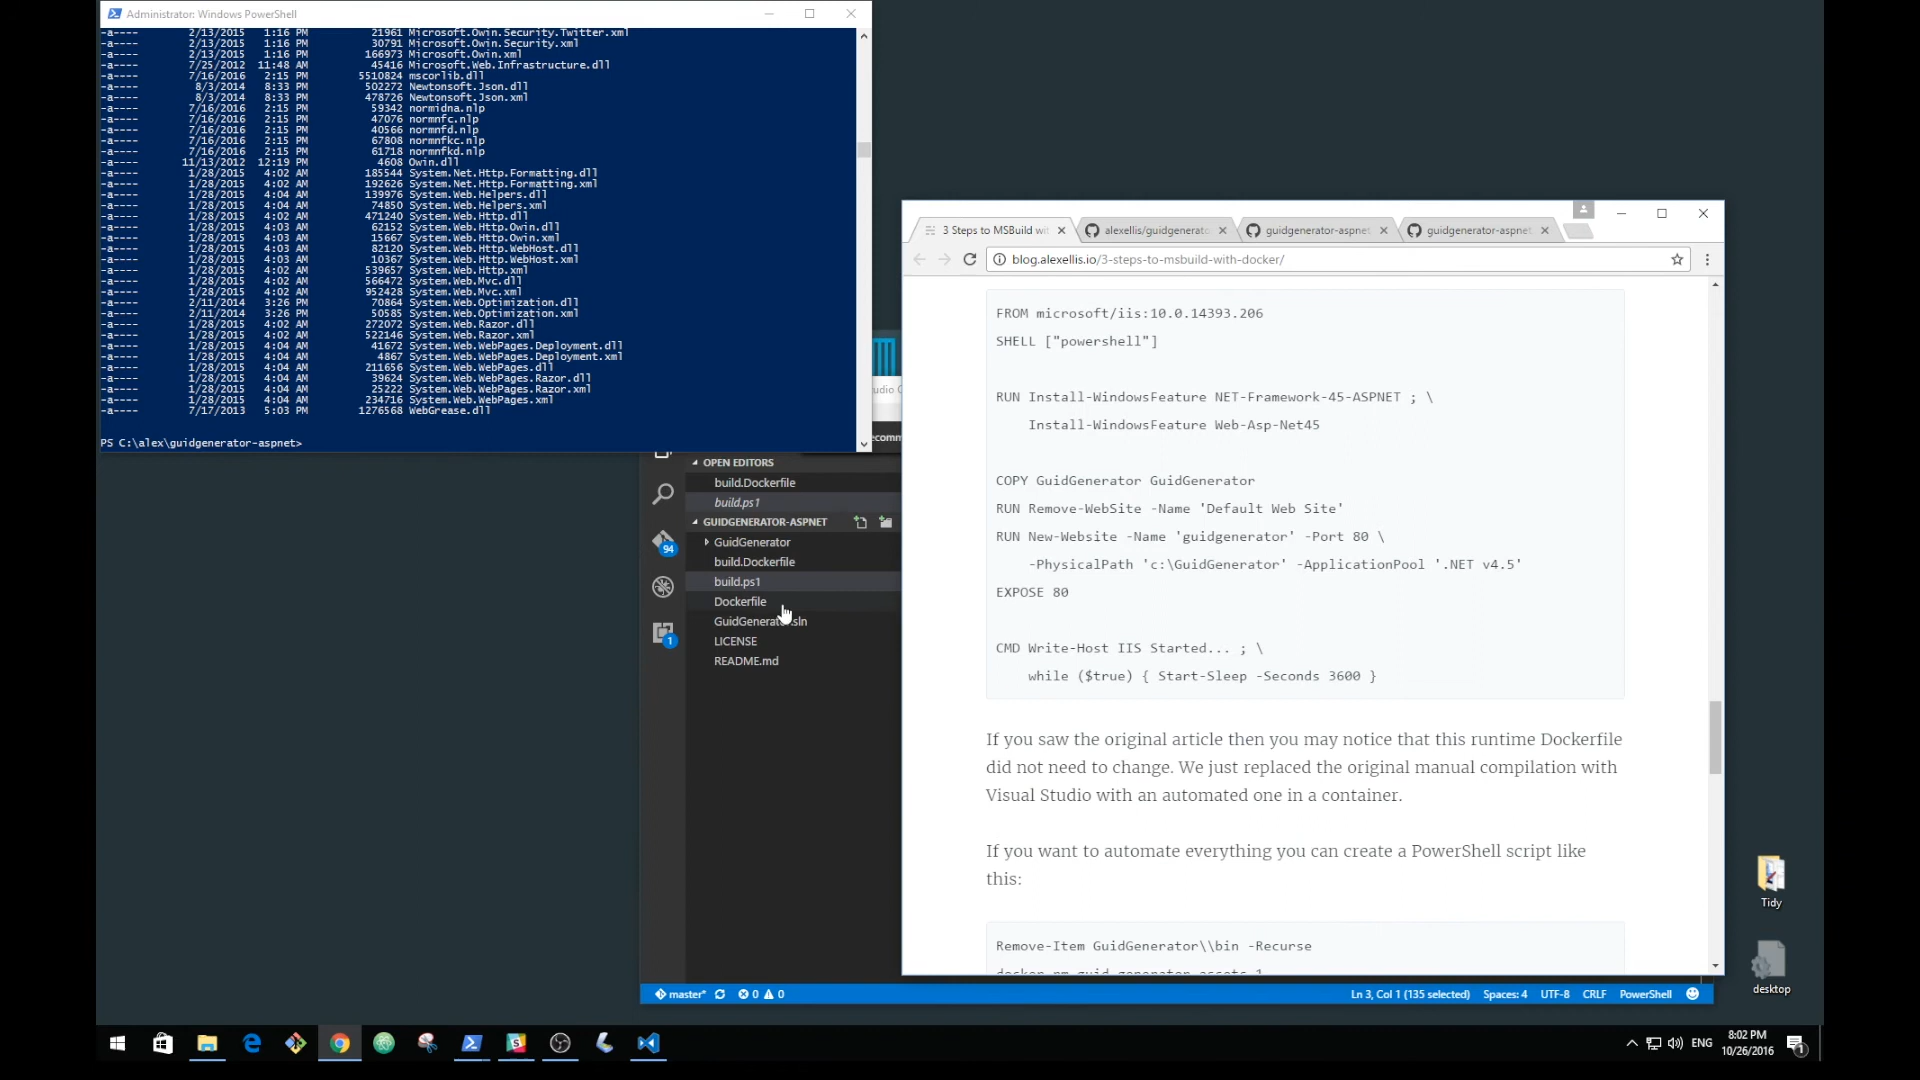 Administrator: Windows PowerShell
-a---- 2/13/2015 1:16 PM 21961 Microsoft.Owin.Security.Twitter.xml
-a---- 2/13/2015 1:16 PM 30791 Microsoft.Owin.Security.xml
-a---- 2/13/2015 1:16 PM 166973 Microsoft.Owin.xml
-a---- 7/25/2012 11:48 AM 45416 Microsoft.Web.Infrastructure.dll
-a---- 7/16/2016 2:15 PM 5510824 mscorlib.dll
-a---- 8/3/2014 8:33 PM 502272 Newtonsoft.Json.dll
-a---- 8/3/2014 8:33 PM 478726 Newtonsoft.Json.xml
-a---- 7/16/2016 2:15 PM 59342 normidna.nlp
-a---- 7/16/2016 2:15 PM 47076 normnfc.nlp
-a---- 7/16/2016 2:15 PM 40566 normnfd.nlp
-a---- 7/16/2016 2:15 PM 67808 normnfkc.nlp
-a---- 7/16/2016 2:15 PM 61718 normnfkd.nlp
-a---- 11/13/2012 12:19 PM 4608 Owin.dll
-a---- 1/28/2015 4:02 AM 185544 System.Net.Http.Formatting.dll
-a---- 1/28/2015 4:02 AM 192626 System.Net.Http.Formatting.xml
-a---- 1/28/2015 4:04 AM 139976 System.Web.Helpers.dll
-a---- 1/28/2015 4:04 AM 74850 System.Web.Helpers.xml
-a---- 1/28/2015 4:02 AM 471240 System.Web.Http.dll
-a---- 1/28/2015 4:03 AM 62152 System.Web.Http.Owin.dll
-a---- 1/28/2015 4:03 AM 15667 System.Web.Http.Owin.xml
-a---- 1/28/2015 4:03 AM 82120 System.Web.Http.WebHost.dll
-a---- 1/28/2015 4:03 AM 10367 System.Web.Http.WebHost.xml
-a---- 1/28/2015 4:02 AM 539657 System.Web.Http.xml
-a---- 1/28/2015 4:02 AM 566472 System.Web.Mvc.dll
-a---- 1/28/2015 4:02 AM 952428 System.Web.Mvc.xml
-a---- 2/11/2014 3:26 PM 70864 System.Web.Optimization.dll
-a---- 2/11/2014 3:26 PM 50585 System.Web.Optimization.xml
-a---- 1/28/2015 4:02 AM 272072 System.Web.Razor.dll
-a---- 1/28/2015 4:02 AM 522146 System.Web.Razor.xml
-a---- 1/28/2015 4:04 AM 41672 System.Web.WebPages.Deployment.dll
-a---- 1/28/2015 4:04 AM 4867 System.Web.WebPages.Deployment.xml
-a---- 1/28/2015 4:04 AM 211656 System.Web.WebPages.dll
-a---- 1/28/2015 4:04 AM 39624 System.Web.WebPages.Razor.dll
-a---- 1/28/2015 4:04 AM 25222 System.Web.WebPages.Razor.xml
-a---- 1/28/2015 4:04 AM 234716 System.Web.WebPages.xml
-a---- 7/17/2013 5:03 PM 1276568 WebGrease.dll
PS C:\alex\guidgenerator-aspnet>
OPEN EDITORS
build.Dockerfile
build.ps1
GUIDGENERATOR-ASPNET
GuidGenerator
build.Dockerfile
build.ps1
Dockerfile
GuidGenerator.sln
LICENSE
README.md
94
1
3 Steps to MSBuild wit
alexellis/guidgenerato
guidgenerator-aspnet
guidgenerator-aspnet
blog.alexellis.io/3-steps-to-msbuild-with-docker/
FROM microsoft/iis:10.0.14393.206
SHELL ["powershell"]
RUN Install-WindowsFeature NET-Framework-45-ASPNET ; \
Install-WindowsFeature Web-Asp-Net45
COPY GuidGenerator GuidGenerator
RUN Remove-WebSite -Name 'Default Web Site'
RUN New-Website -Name 'guidgenerator' -Port 80 \
-PhysicalPath 'c:\GuidGenerator' -ApplicationPool '.NET v4.5'
EXPOSE 80
CMD Write-Host IIS Started... ; \
while ($true) { Start-Sleep -Seconds 3600 }
If you saw the original article then you may notice that this runtime Dockerfile
did not need to change. We just replaced the original manual compilation with
Visual Studio with an automated one in a container.
If you want to automate everything you can create a PowerShell script like
this:
Remove-Item GuidGenerator\\bin -Recurse
master* 0 0
Ln 3, Col 1 (135 selected) Spaces: 4 UTF-8 CRLF PowerShell
Tidy
desktop
ENG
8:02 PM
10/26/2016
1